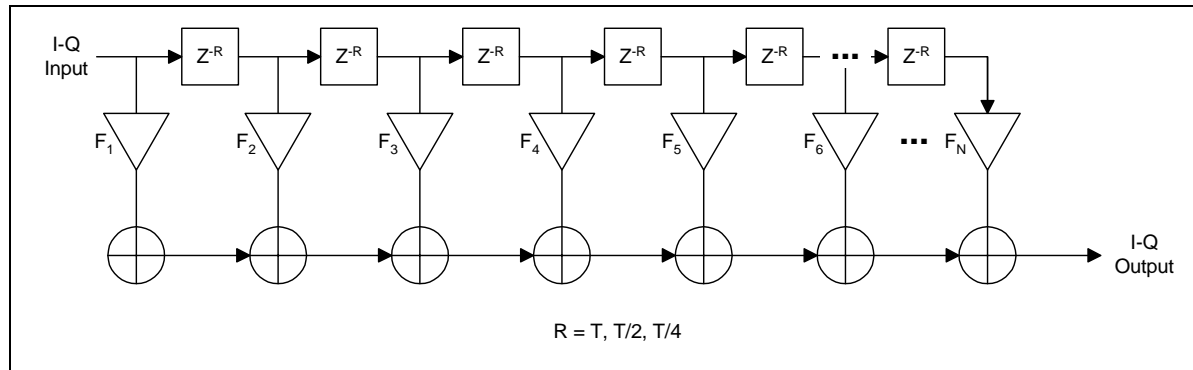 I-Q
Input
Z-R
Z-R
Z-R
Z-R
Z-R
...
Z-R
F1
F2
F3
F4
F5
F6
...
FN
I-Q
Output
R = T, T/2, T/4